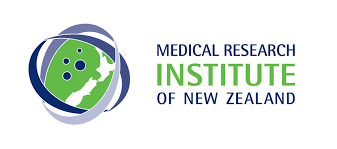 MEDICAL RESEARCH
INSTITUTE
OF NEW ZEALAND